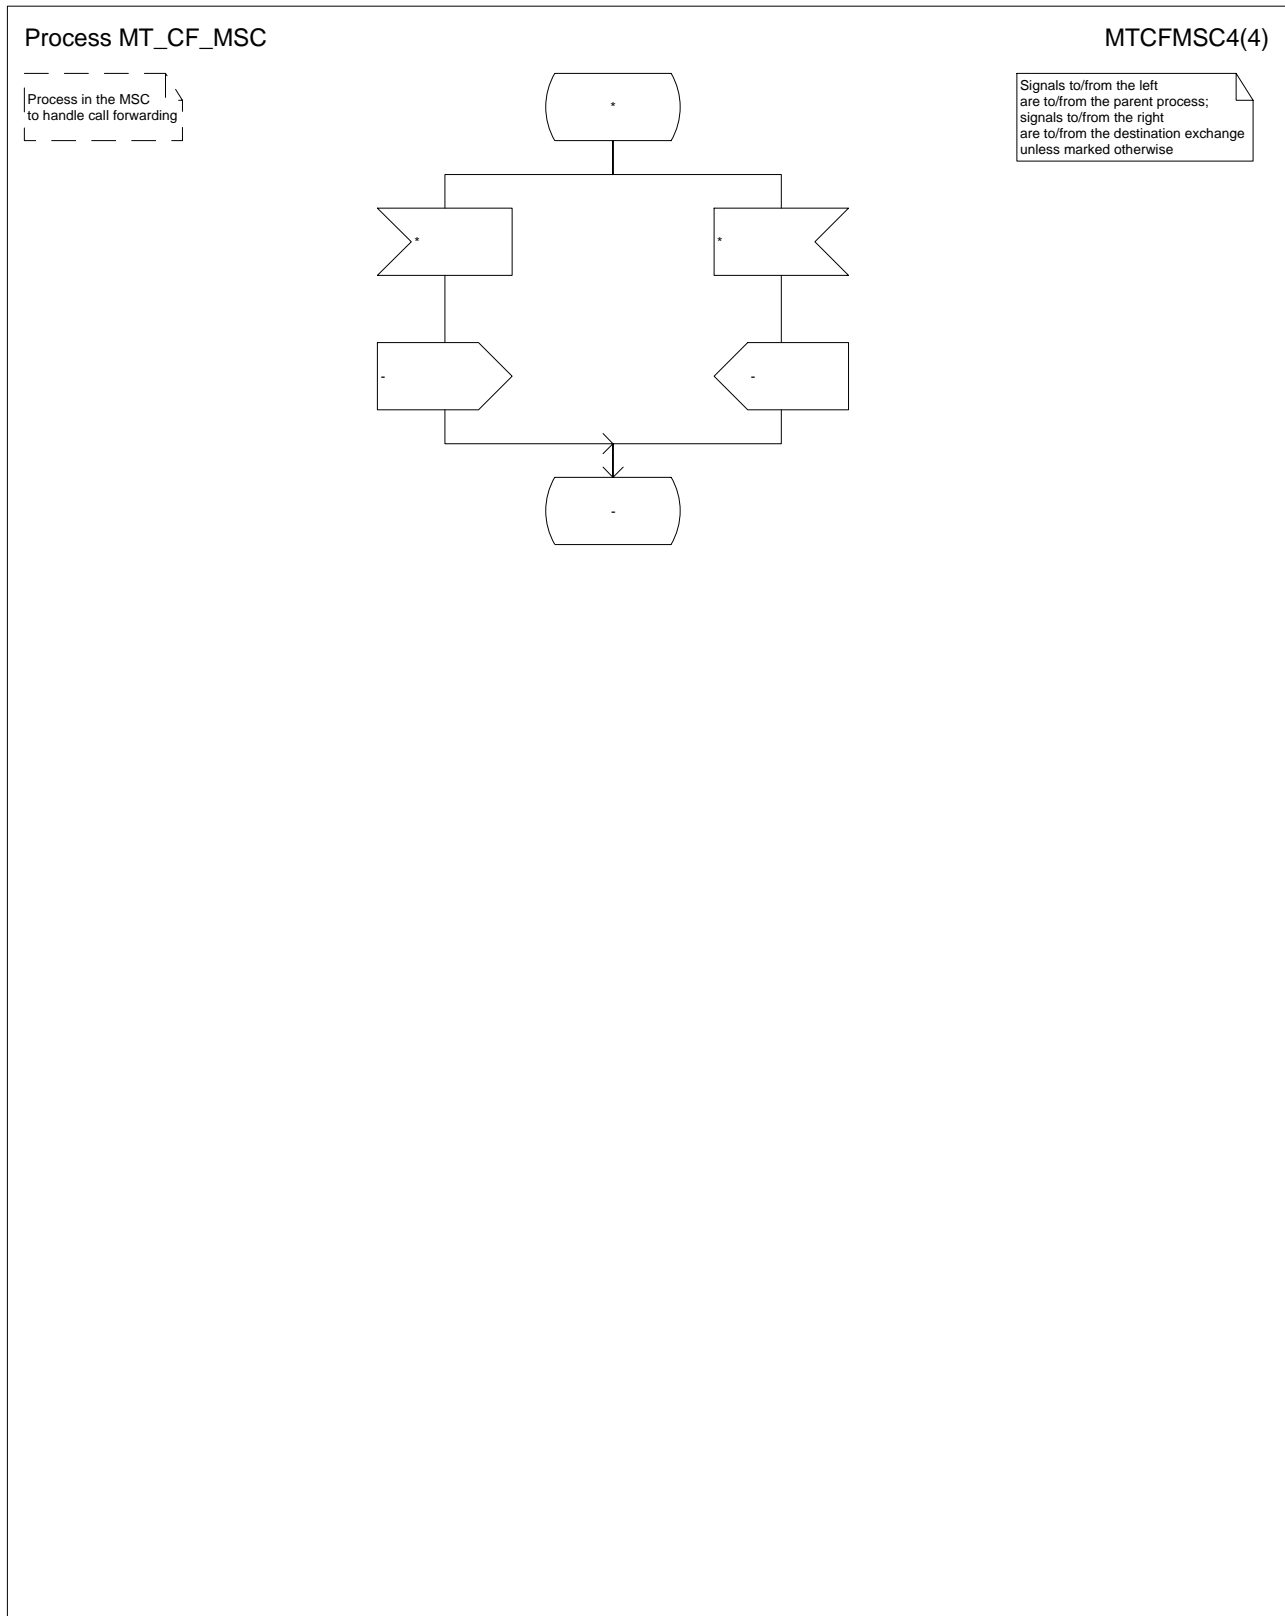 Process MT_CF_MSC
MTCFMSC4(4)
Process in the MSC
to handle call forwarding
*
Signals to/from the left
are to/from the parent process;
signals to/from the right
are to/from the destination exchange
unless marked otherwise
*
*
-
-
-